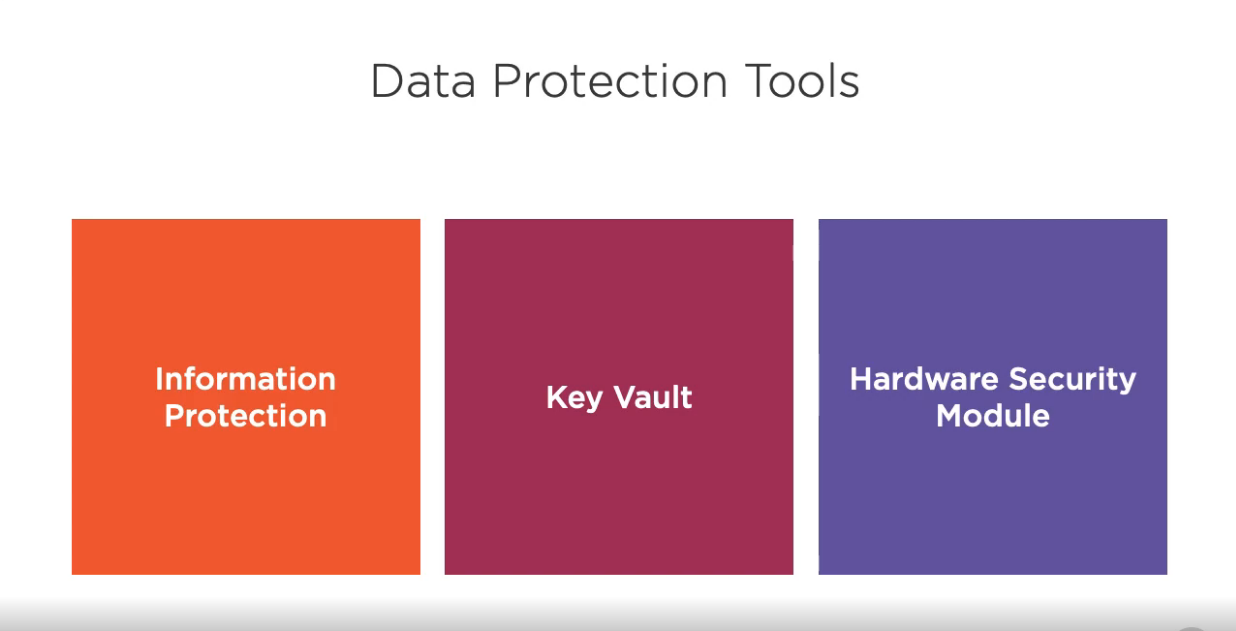 Data Protection Tools
Information
Protection
Key Vault
Hardware Security
Module